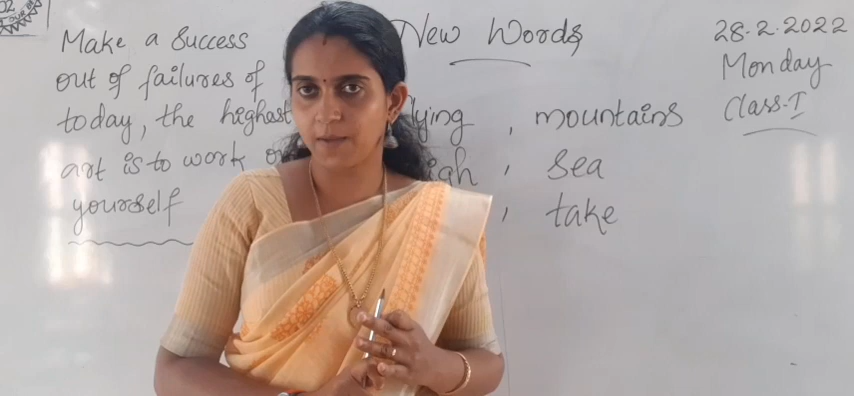 Make a Success
out of failures of
today, the highest
art is to work
yourself
New Words
, mountains
, Sea
, take
28.2.2022
Monday
Class-I